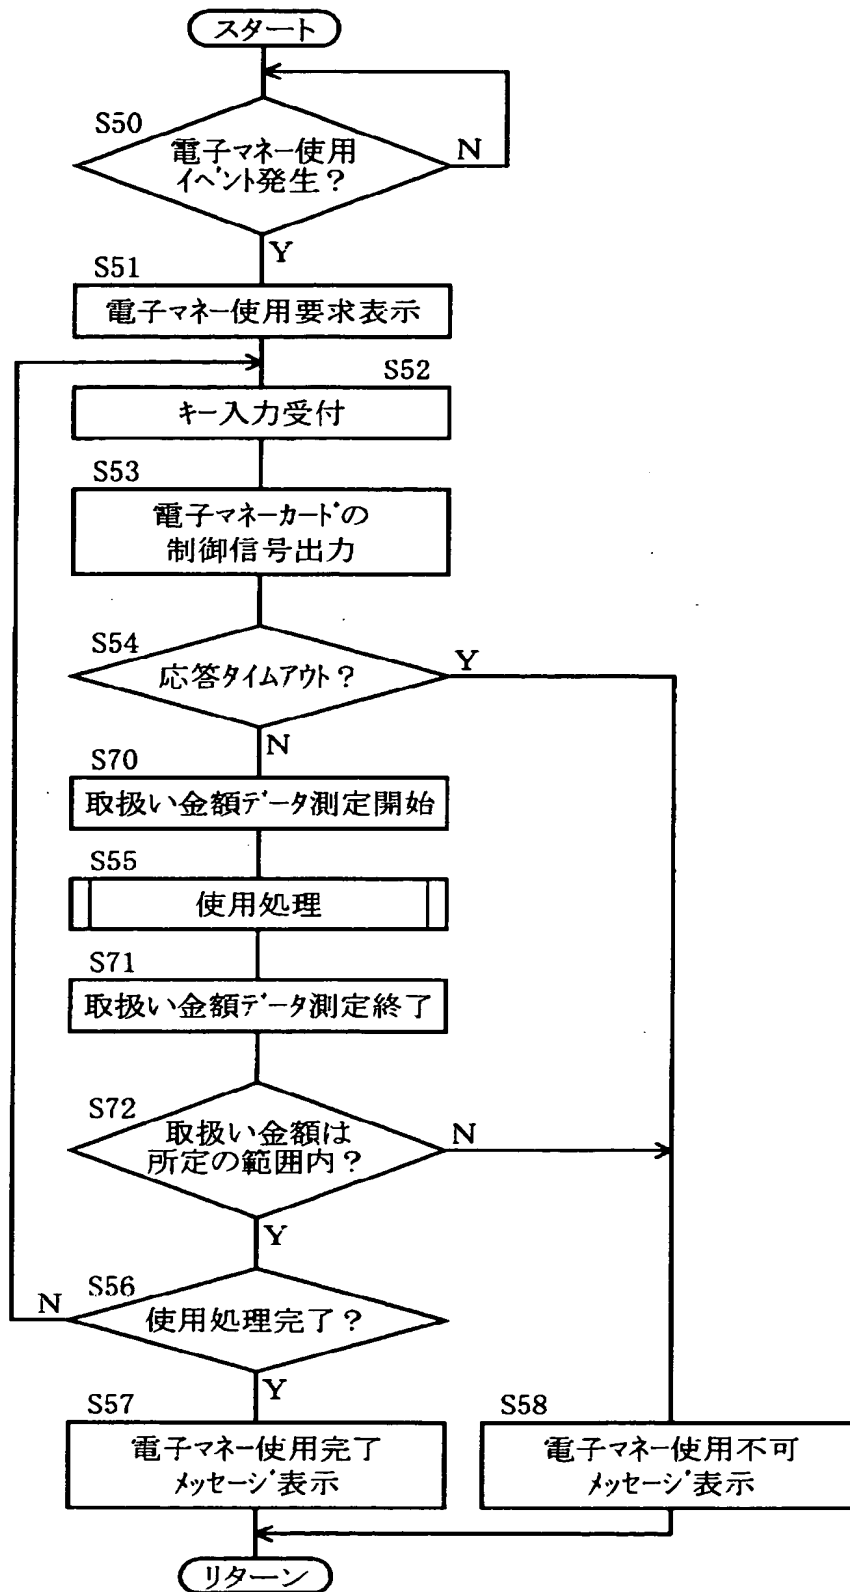 スタート
S50
電子マネー使用
イベント発生？
N
Y
S51
電子マネー使用要求表示
S52
キー入力受付
S53
電子マネーカードの
制御信号出力
S54
応答タイムアウト？
Y
N
S70
取扱い金額データ測定開始
S55
使用処理
S71
取扱い金額データ測定終了
S72
取扱い金額は
所定の範囲内？
N
Y
S56
N
使用処理完了？
Y
S57
電子マネー使用完了
メッセージ表示
S58
電子マネー使用不可
メッセージ表示
リターン